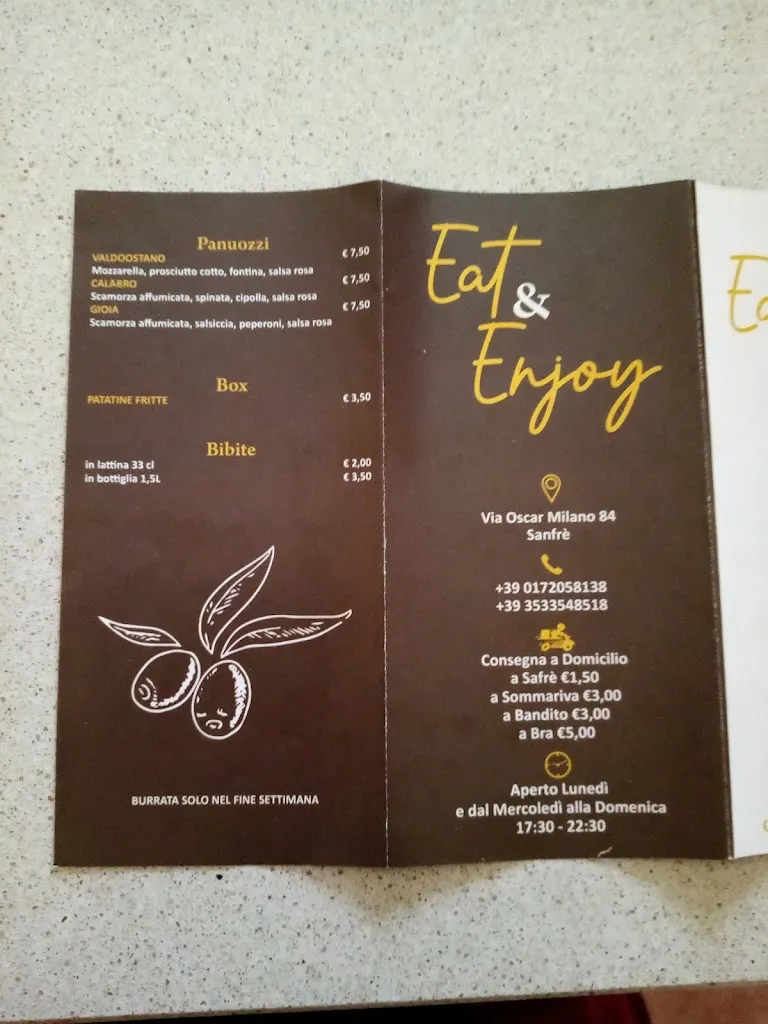 Panuozzi
VALDOOSTANO € 7,50
Mozzarella, prosciutto cotto, fontina, salsa rosa
CALABRO € 7,50
Scamorza affumicata, spinata, cipolla, salsa rosa
GIOIA € 7,50
Scamorza affumicata, salsiccia, peperoni, salsa rosa
Box
PATATINE FRITTE € 3,50
Bibite
in lattina 33 cl € 2,00
in bottiglia 1,5L € 3,50
BURRATA SOLO NEL FINE SETTIMANA
Eat
&
Enjoy
Via Oscar Milano 84
Sanfrè
+39 0172058138
+39 3533548518
Consegna a Domicilio
a Safrè €1,50
a Sommariva €3,00
a Bandito €3,00
a Bra €5,00
Aperto Lunedì
e dal Mercoledì alla Domenica
17:30 - 22:30